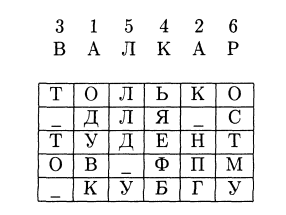 3 1 5 4 2 6
В А Л К А Р
Т О Л Ь К О
_ Д Л Я _ С
Т У Д Е Н Т
О В _ Ф П М
_ К У Б Г У